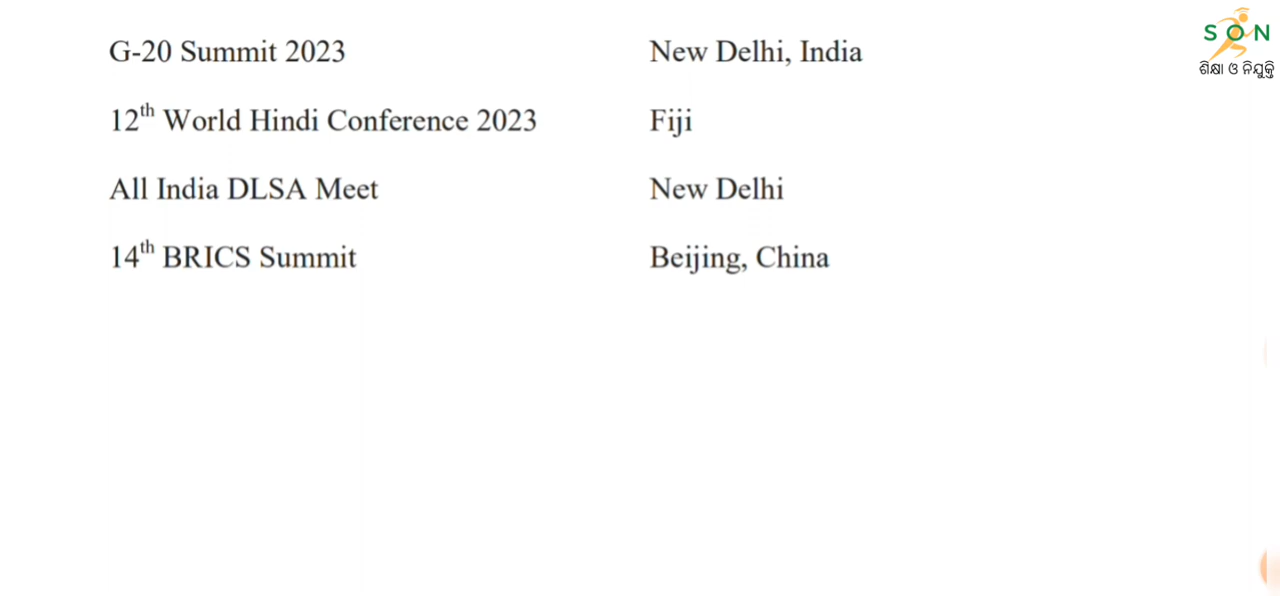 G-20 Summit 2023 New Delhi, India
12th World Hindi Conference 2023 Fiji
All India DLSA Meet New Delhi
14th BRICS Summit Beijing, China
SON
ଶିକ୍ଷା ଓ ନିଯୁକ୍ତି